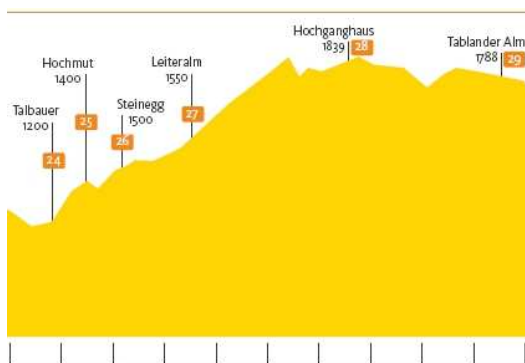 Hochganghaus
1839 28
Tablander Alm
1788 29
Hochmut
1400
Leiteralm
1550
Talbauer
1200
Steinegg
1500
27
25
26
24